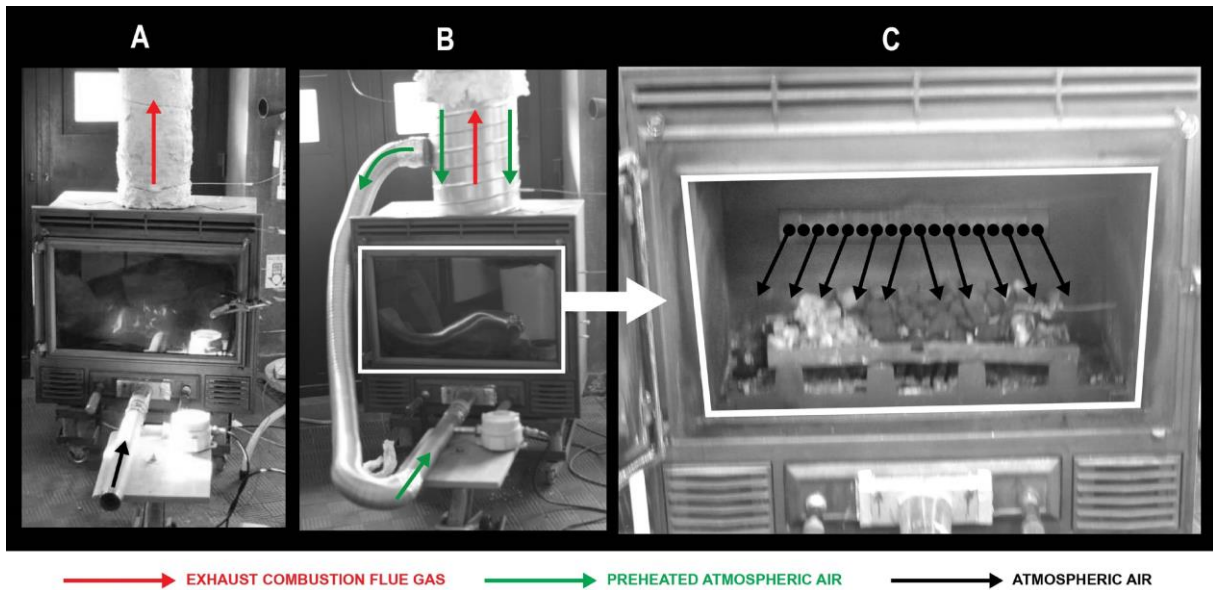 A
B
C
EXHAUST COMBUSTION FLUE GAS
PREHEATED ATMOSPHERIC AIR
ATMOSPHERIC AIR